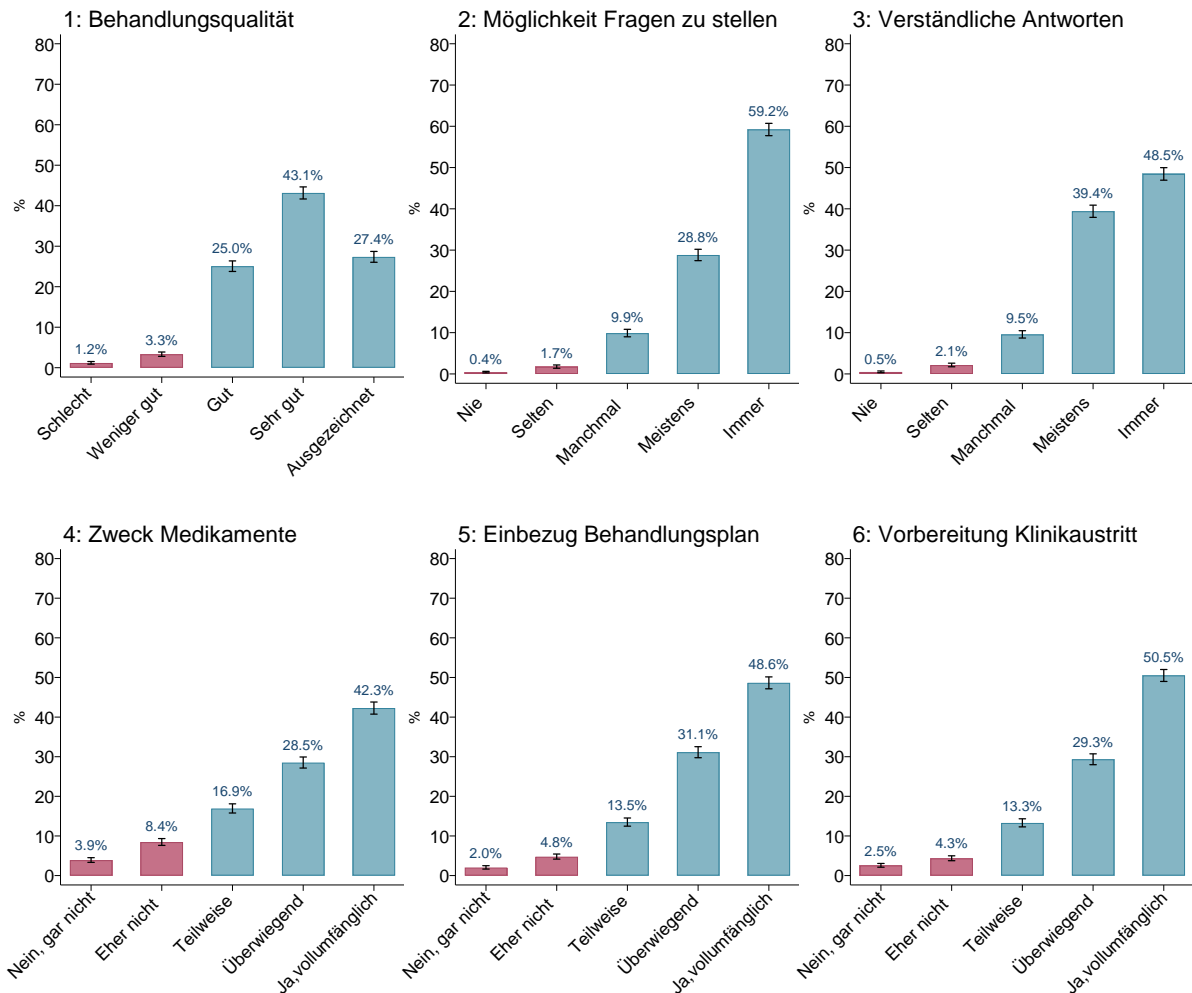 1: Behandlungsqualität
80
70
60
50
40
30
20
10
0
%
1.2%
3.3%
25.0%
43.1%
27.4%
Schlecht
Weniger gut
Gut
Sehr gut
Ausgezeichnet
2: Möglichkeit Fragen zu stellen
80
70
60
50
40
30
20
10
0
%
0.4%
1.7%
9.9%
28.8%
59.2%
Nie
Selten
Manchmal
Meistens
Immer
3: Verständliche Antworten
80
70
60
50
40
30
20
10
0
%
0.5%
2.1%
9.5%
39.4%
48.5%
Nie
Selten
Manchmal
Meistens
Immer
4: Zweck Medikamente
80
70
60
50
40
30
20
10
0
%
3.9%
8.4%
16.9%
28.5%
42.3%
Nein, gar nicht
Eher nicht
Teilweise
Überwiegend
Ja,vollumfänglich
5: Einbezug Behandlungsplan
80
70
60
50
40
30
20
10
0
%
2.0%
4.8%
13.5%
31.1%
48.6%
Nein, gar nicht
Eher nicht
Teilweise
Überwiegend
Ja,vollumfänglich
6: Vorbereitung Klinikaustritt
80
70
60
50
40
30
20
10
0
%
2.5%
4.3%
13.3%
29.3%
50.5%
Nein, gar nicht
Eher nicht
Teilweise
Überwiegend
Ja,vollumfänglich